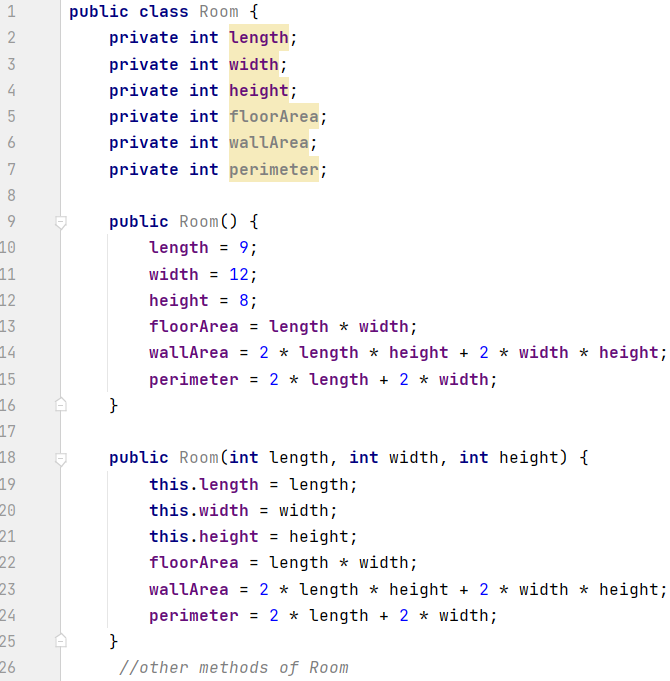 1 public class Room {
2 private int length;
3 private int width;
4 private int height;
5 private int floorArea;
6 private int wallArea;
7 private int perimeter;
8
9 public Room() {
10 length = 9;
11 width = 12;
12 height = 8;
13 floorArea = length * width;
14 wallArea = 2 * length * height + 2 * width * height;
15 perimeter = 2 * length + 2 * width;
16 }
17
18 public Room(int length, int width, int height) {
19 this.length = length;
20 this.width = width;
21 this.height = height;
22 floorArea = length * width;
23 wallArea = 2 * length * height + 2 * width * height;
24 perimeter = 2 * length + 2 * width;
25 }
26 //other methods of Room